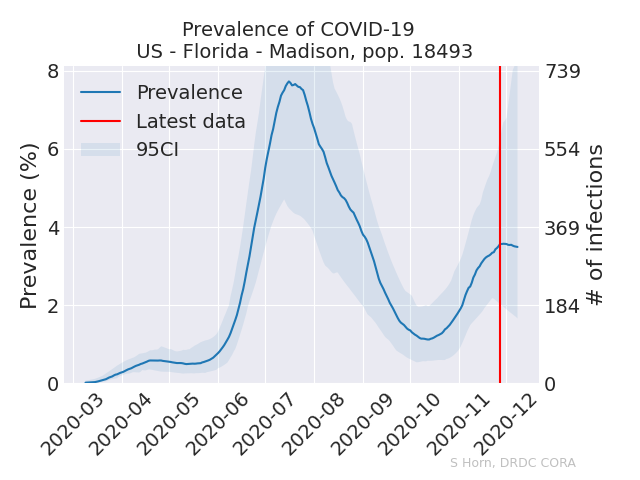 Prevalence of COVID-19
US - Florida - Madison, pop. 18493
Prevalence
Latest data
95CI
Prevalence (%)
8
6
4
2
0
739
554
369
184
0
# of infections
2020-03
2020-04
2020-05
2020-06
2020-07
2020-08
2020-09
2020-10
2020-11
2020-12
S Horn, DRDC CORA